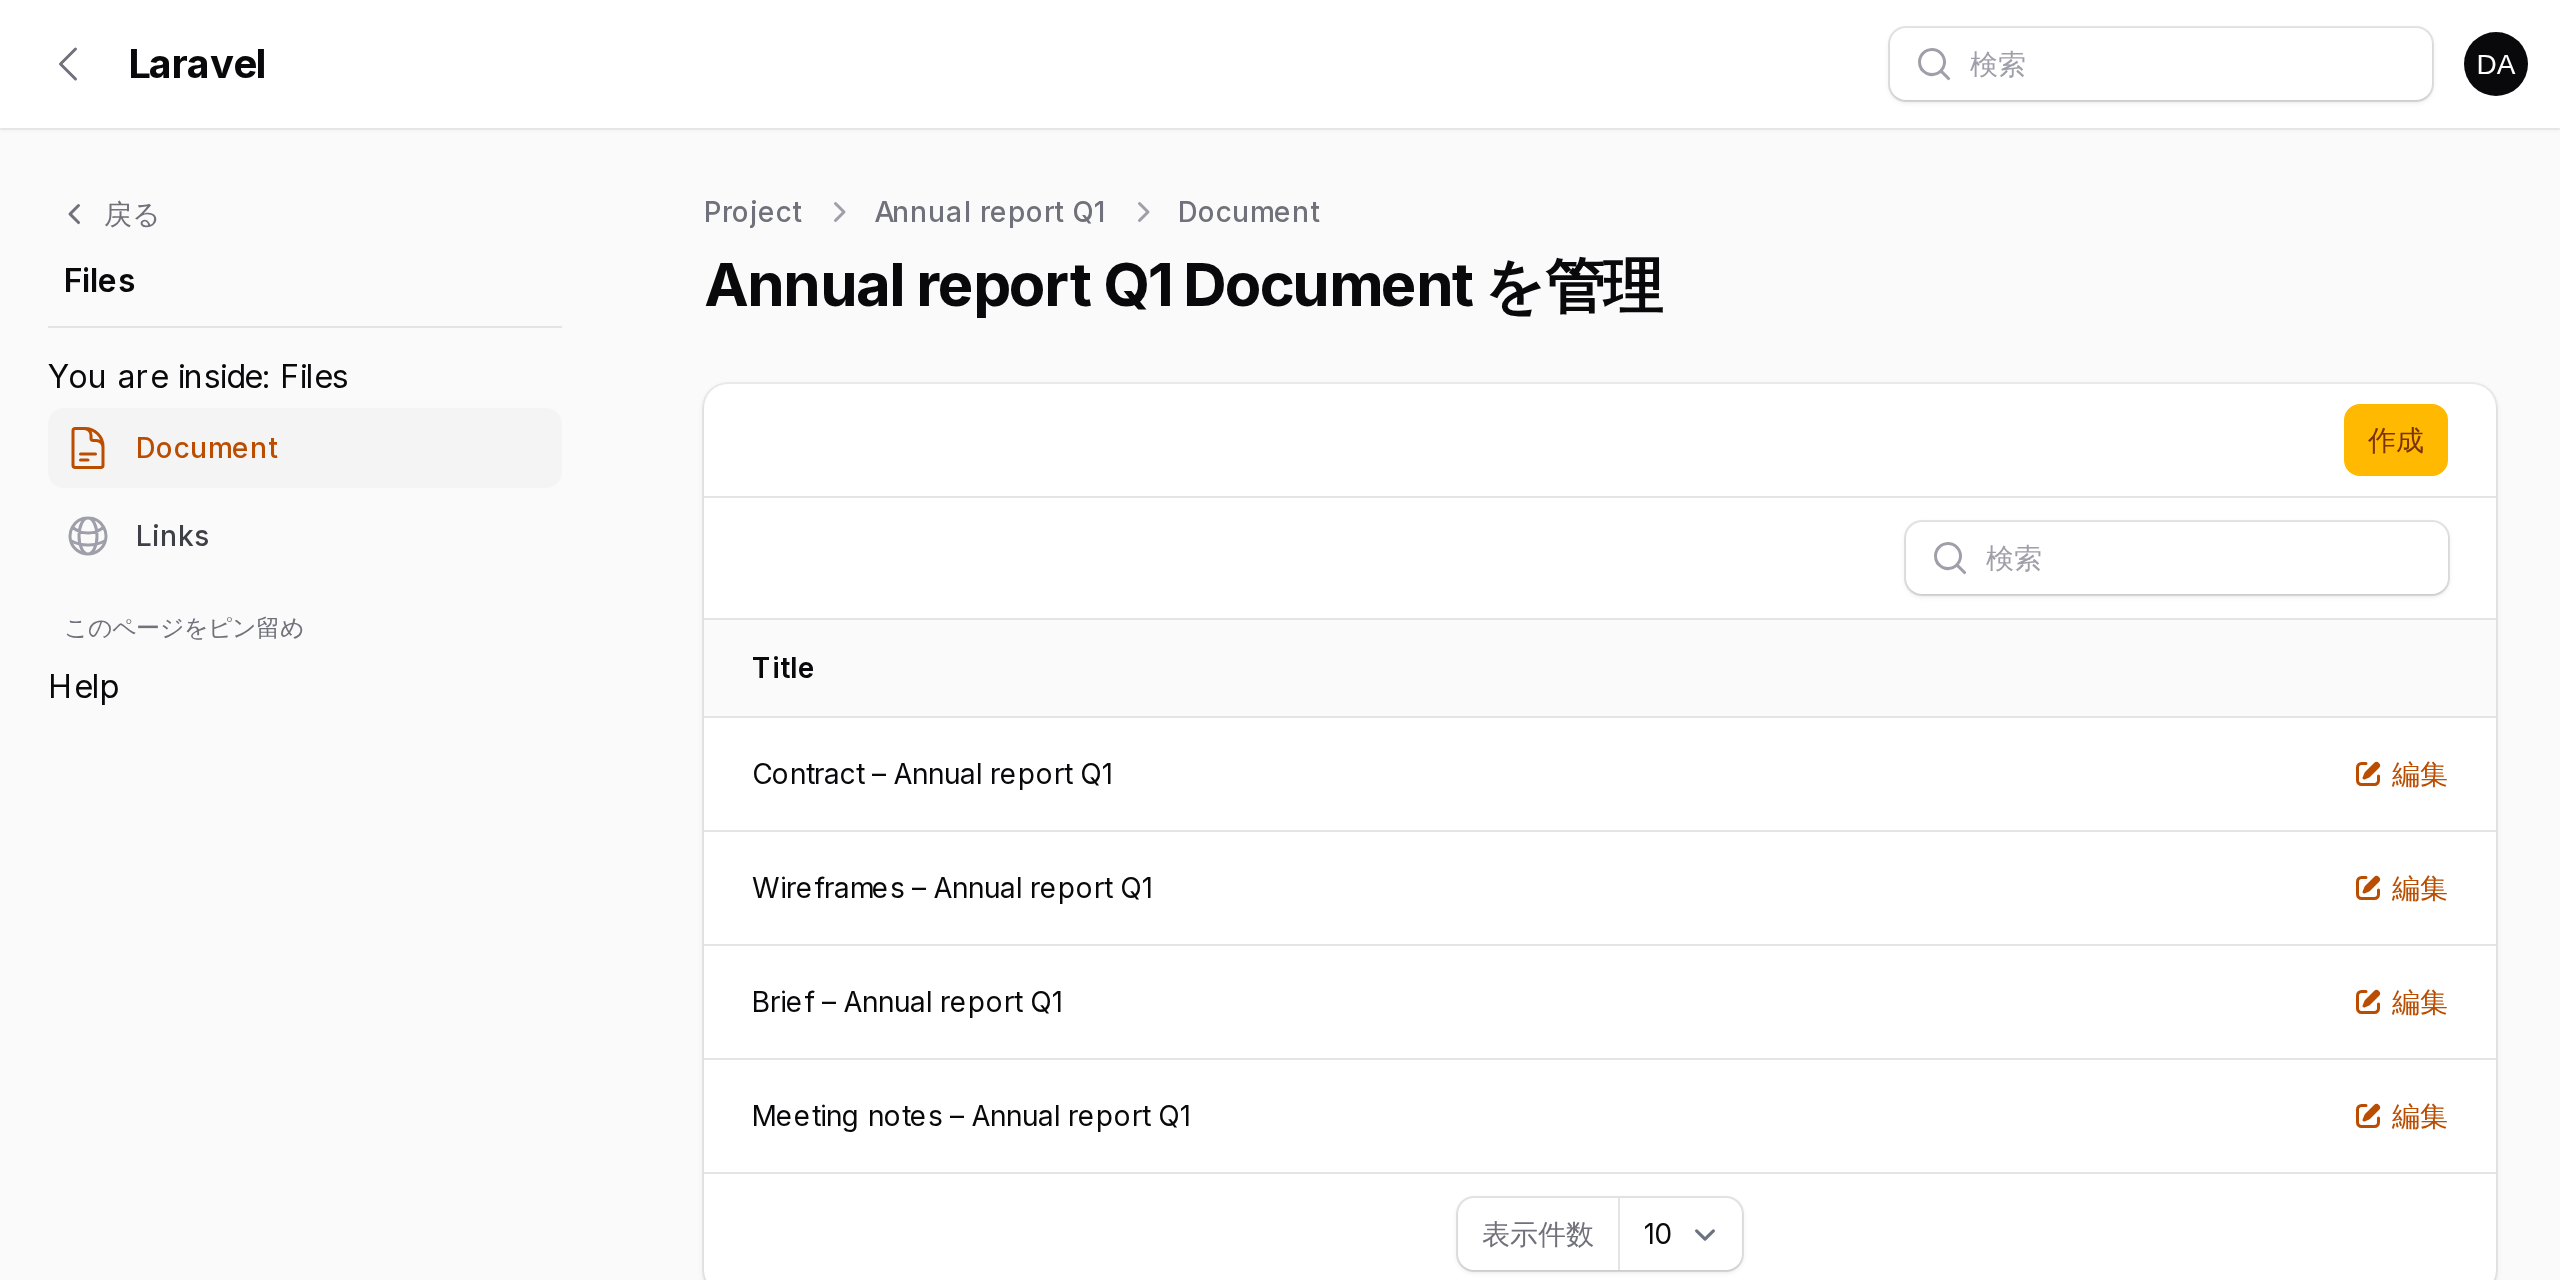 Laravel
検索
DA
戻る
Files
You are inside: Files
Document
Links
このページをピン留め
Help
Project Annual report Q1 Document
Annual report Q1 Document を管理
作成
検索
Title
Contract – Annual report Q1 編集
Wireframes – Annual report Q1 編集
Brief – Annual report Q1 編集
Meeting notes – Annual report Q1 編集
表示件数 10